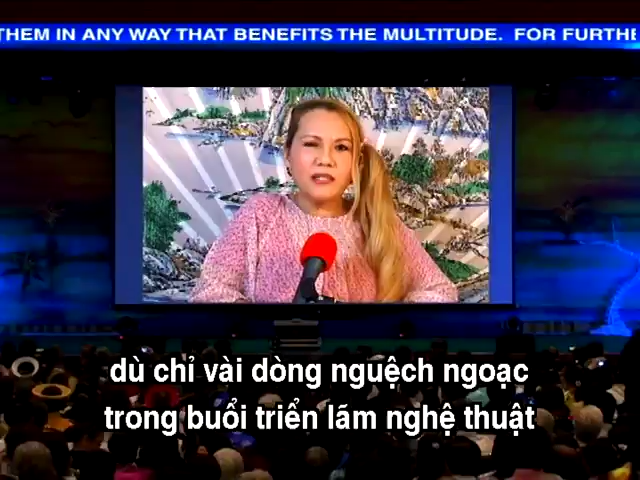 THEM IN ANY WAY THAT BENEFITS THE MULTITUDE. FOR FURTHE
dù chỉ vài dòng nguệch ngoạc
trong buổi triển lãm nghệ thuật